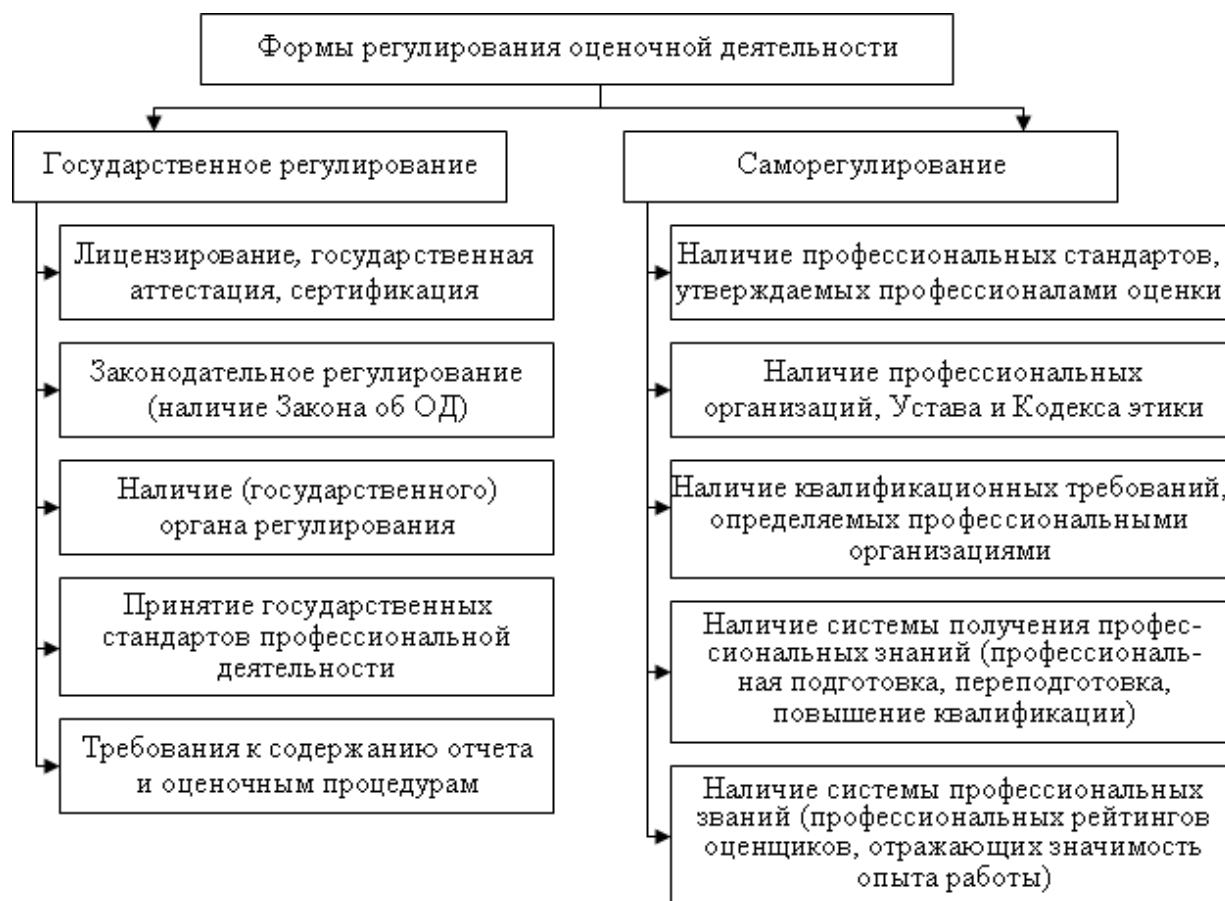 Формы регулирования оценочной деятельности
Государственное регулирование
Лицензирование, государственная
аттестация, сертификация
Законодательное регулирование
(наличие Закона об ОД)
Наличие (государственного)
органа регулирования
Принятие государственных
стандартов профессиональной
деятельности
Требования к содержанию отчета
и оценочным процедурам
Саморегулирование
Наличие профессиональных стандартов,
утверждаемых профессионалами оценки
Наличие профессиональных
организаций, Устава и Кодекса этики
Наличие квалификационных требований,
определяемых профессиональными
организациями
Наличие системы получения профес-
сиональных знаний (профессиональ-
ная подготовка, переподготовка,
повышение квалификации)
Наличие системы профессиональных
званий (профессиональных рейтингов
оценщиков, отражающих значимость
опыта работы)